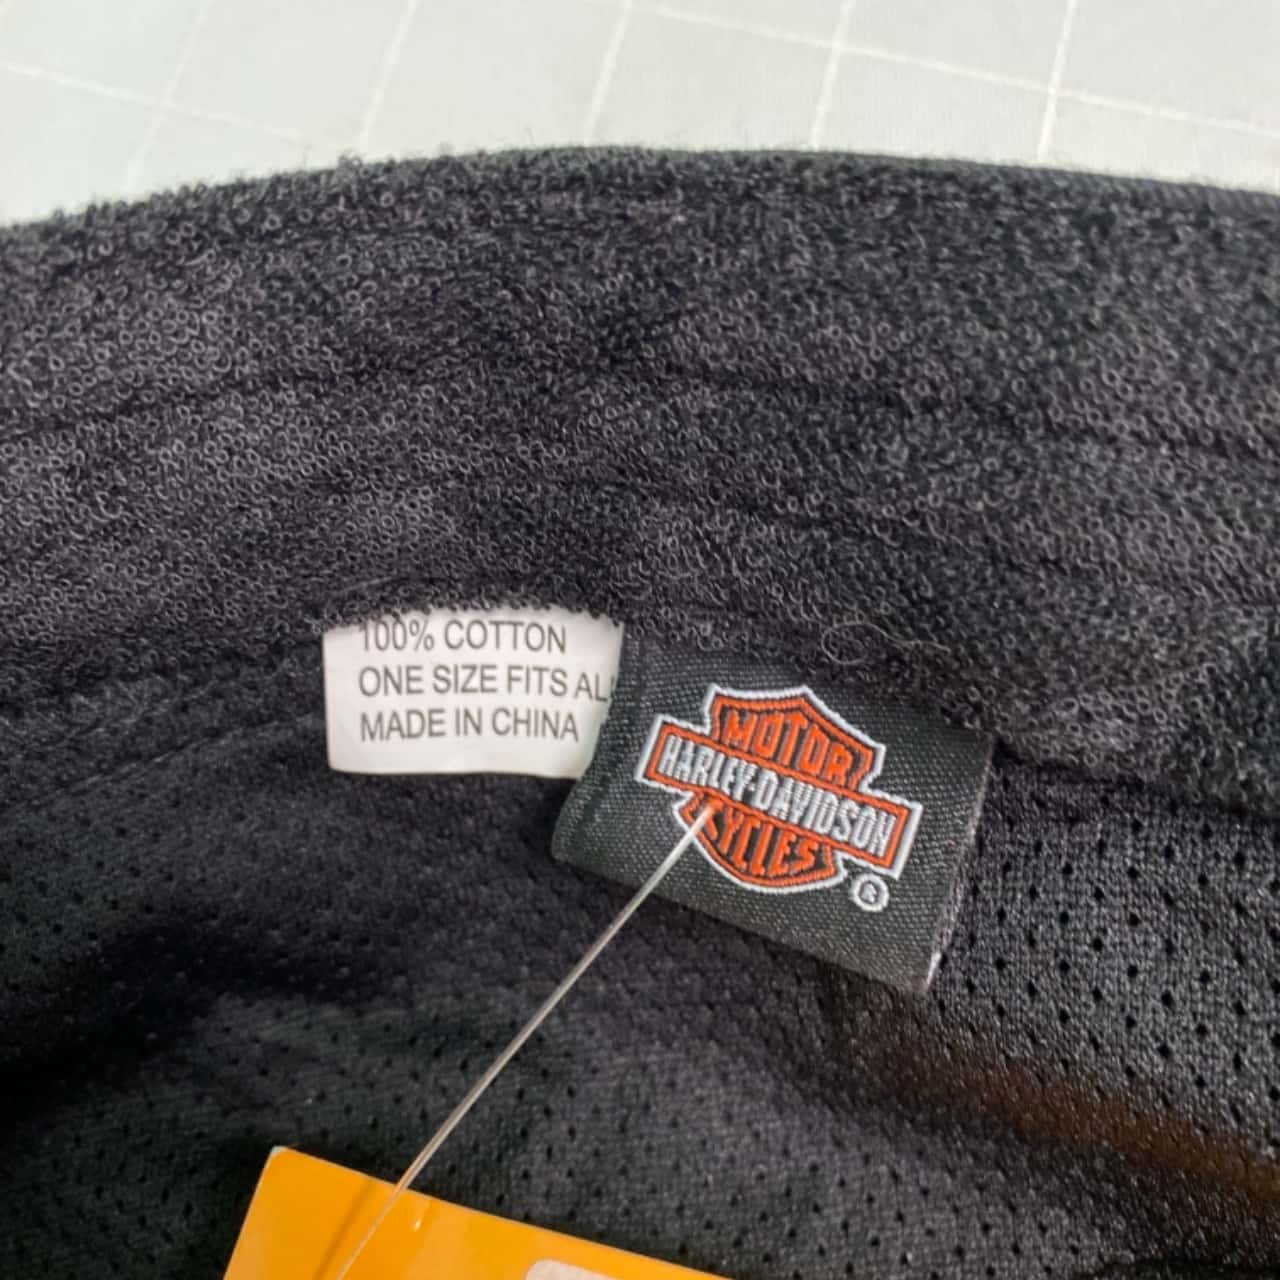 100% COTTON
ONE SIZE FITS AL
MADE IN CHINA
MOTOR
HARLEY-DAVIDSON
CYCLES
®